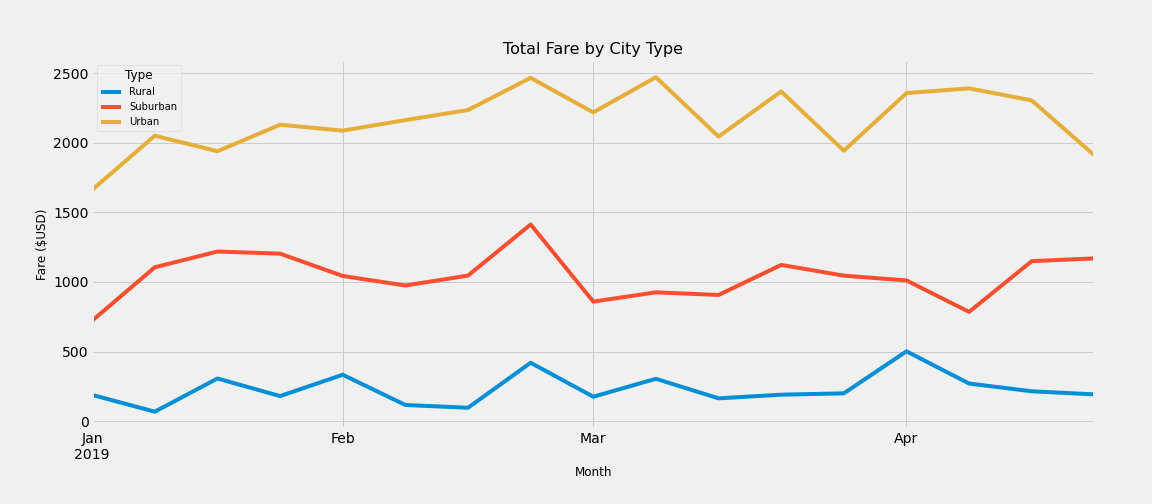 Total Fare by City Type
Type
Rural
Suburban
Urban
2500
2000
1500
1000
500
0
Fare ($USD)
Jan
2019
Feb
Mar
Apr
Month